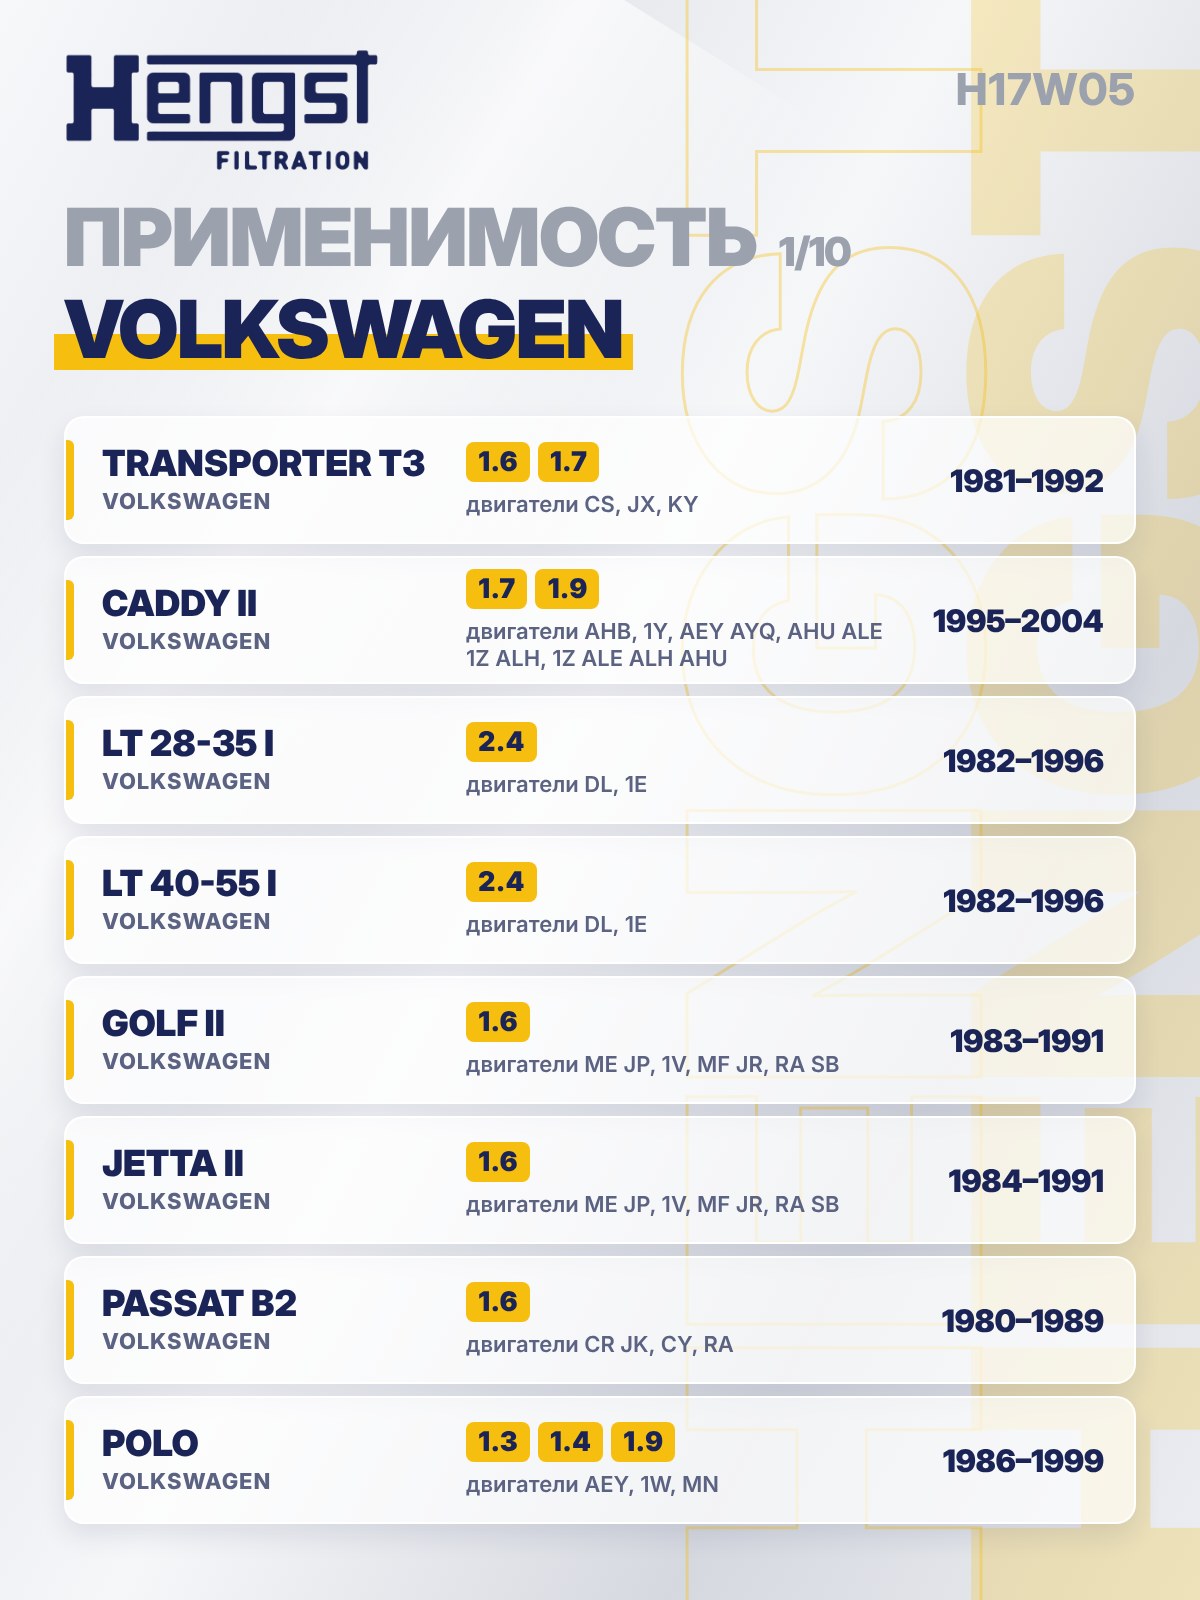 Hengst
FILTRATION
H17W05
ПРИМЕНИМОСТЬ 1/10
VOLKSWAGEN
TRANSPORTER T3
VOLKSWAGEN
1.6 1.7
двигатели CS, JX, KY
1981–1992
CADDY II
VOLKSWAGEN
1.7 1.9
двигатели AHB, 1Y, AEY AYQ, AHU ALE
1Z ALH, 1Z ALE ALH AHU
1995–2004
LT 28-35 I
VOLKSWAGEN
2.4
двигатели DL, 1E
1982–1996
LT 40-55 I
VOLKSWAGEN
2.4
двигатели DL, 1E
1982–1996
GOLF II
VOLKSWAGEN
1.6
двигатели ME JP, 1V, MF JR, RA SB
1983–1991
JETTA II
VOLKSWAGEN
1.6
двигатели ME JP, 1V, MF JR, RA SB
1984–1991
PASSAT B2
VOLKSWAGEN
1.6
двигатели CR JK, CY, RA
1980–1989
POLO
VOLKSWAGEN
1.3 1.4 1.9
двигатели AEY, 1W, MN
1986–1999
HENGST
HENGST